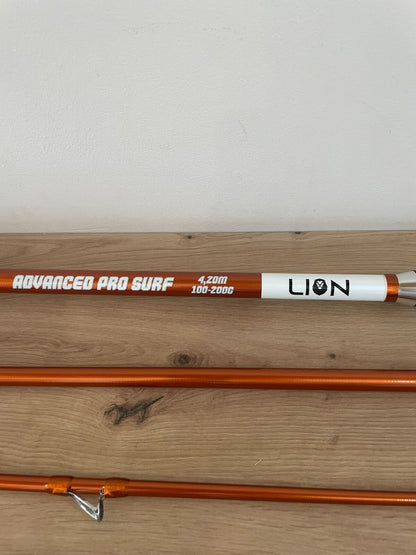 ADVANCED PRO SURF
4,20M
100-200G
LION